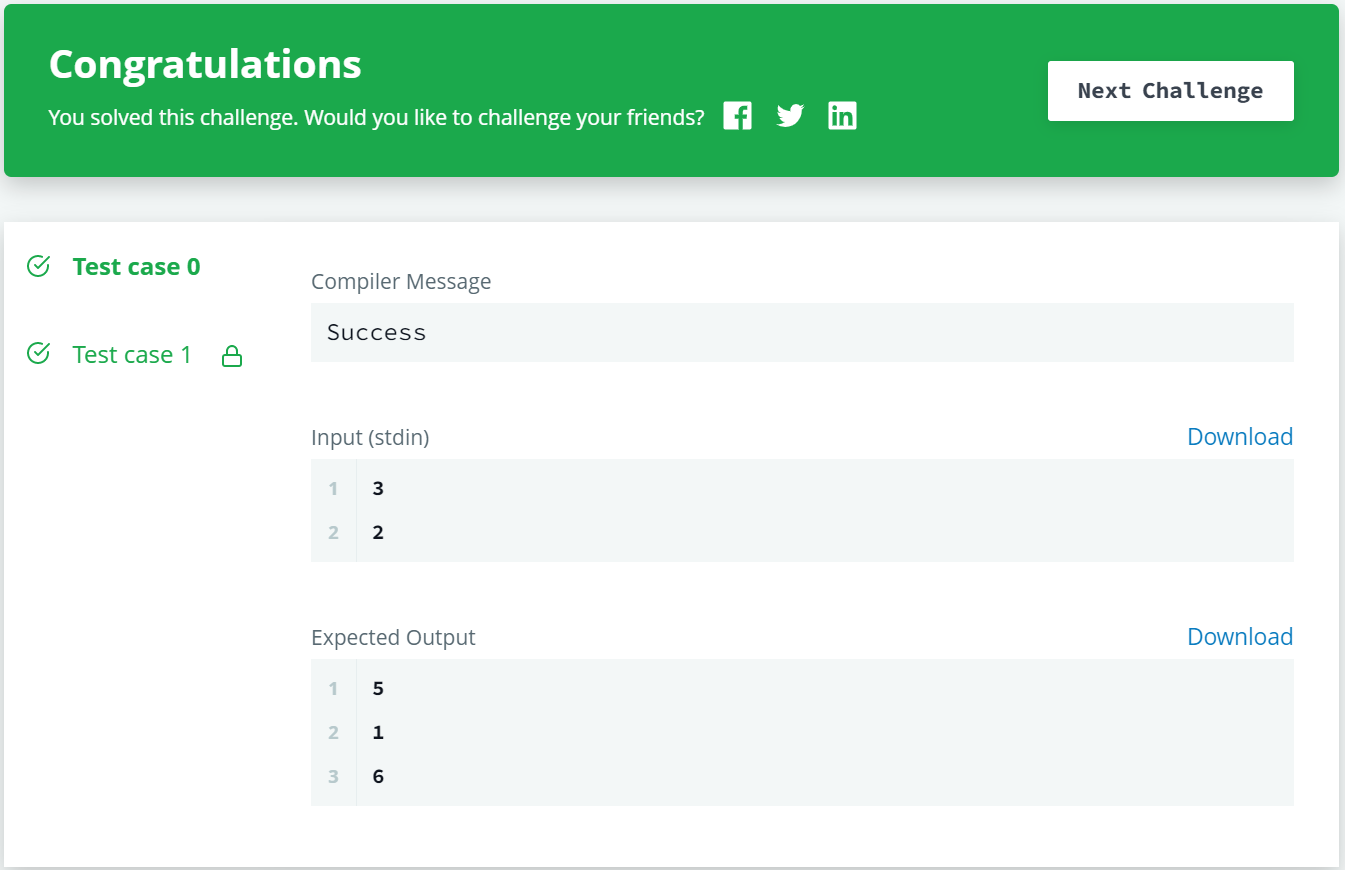 Congratulations
You solved this challenge. Would you like to challenge your friends?
Next Challenge
Test case 0
Test case 1
Compiler Message
Success
Input (stdin)
Download
1 3
2 2
Expected Output
Download
1 5
2 1
3 6